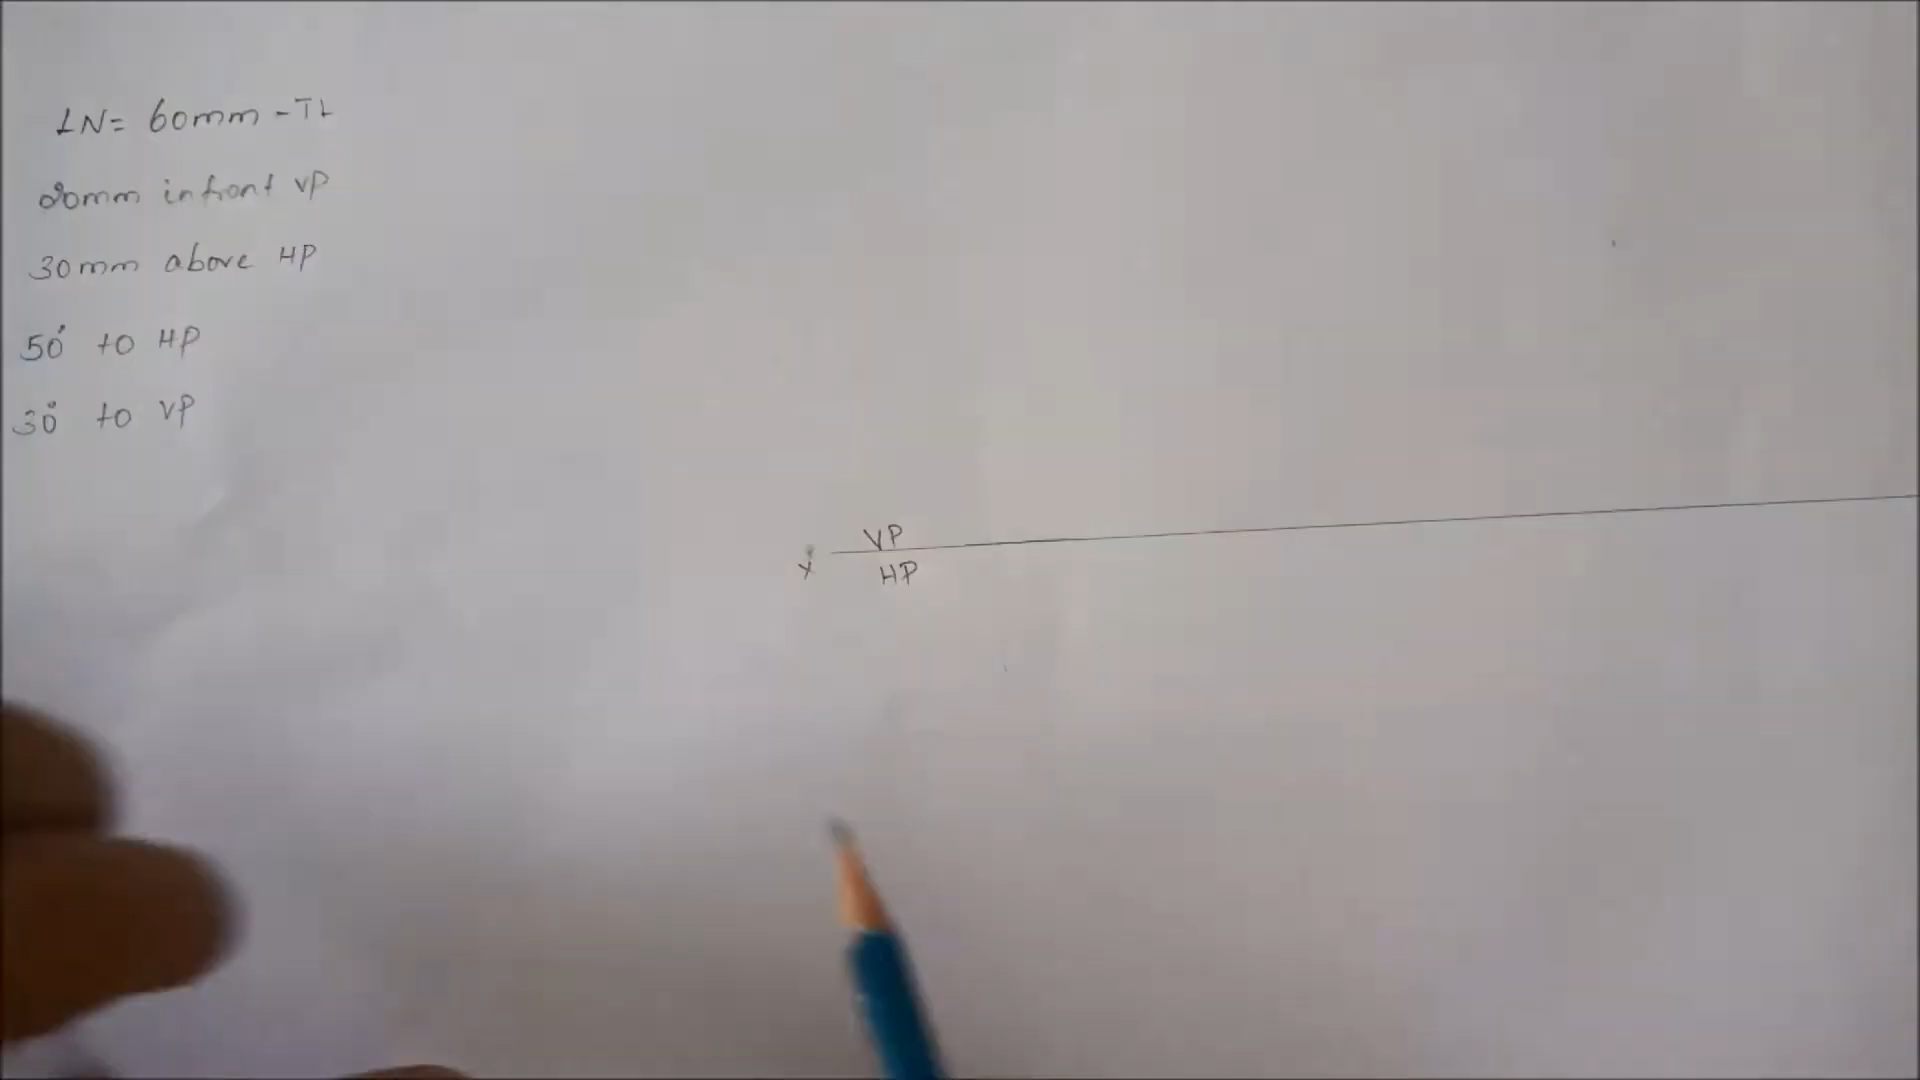 LN= 60mm - TL
20mm infront VP
30mm above HP
50° to HP
30° to VP
VP
X
HP